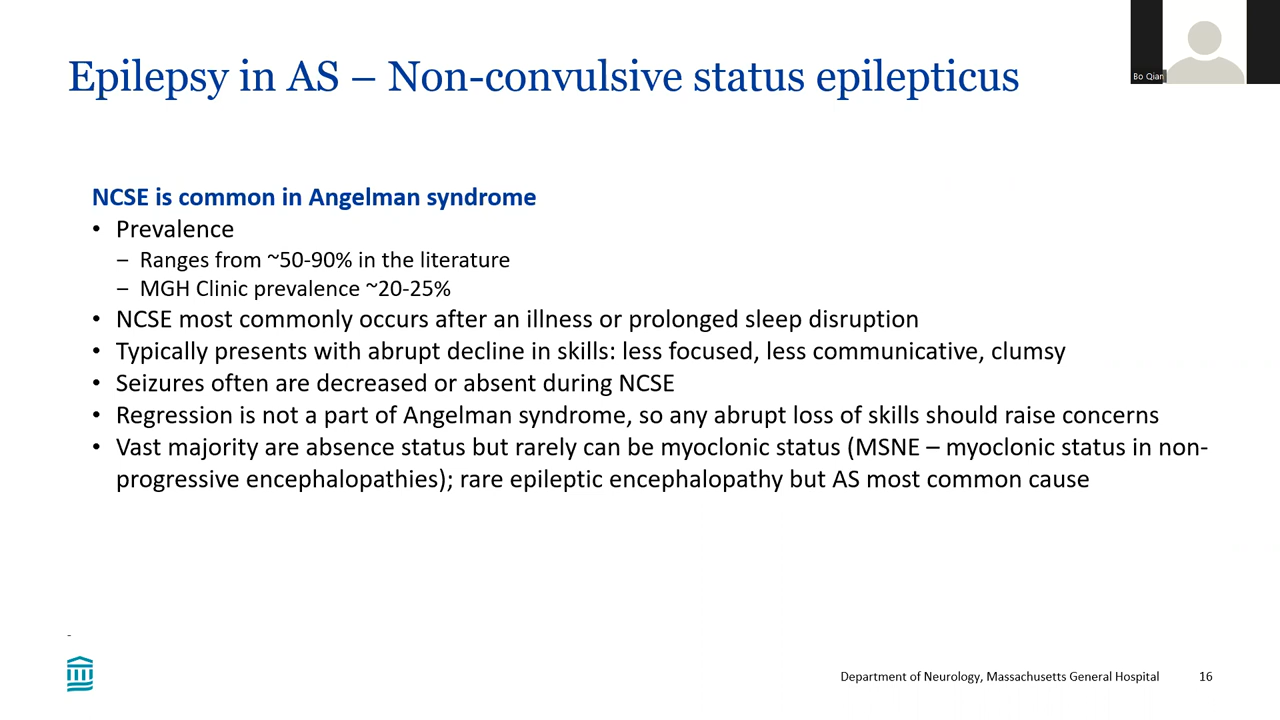 Epilepsy in AS – Non-convulsive status epilepticus
Bo Qian
NCSE is common in Angelman syndrome
• Prevalence
– Ranges from ~50-90% in the literature
– MGH Clinic prevalence ~20-25%
• NCSE most commonly occurs after an illness or prolonged sleep disruption
• Typically presents with abrupt decline in skills: less focused, less communicative, clumsy
• Seizures often are decreased or absent during NCSE
• Regression is not a part of Angelman syndrome, so any abrupt loss of skills should raise concerns
• Vast majority are absence status but rarely can be myoclonic status (MSNE – myoclonic status in non-
progressive encephalopathies); rare epileptic encephalopathy but AS most common cause
-
Department of Neurology, Massachusetts General Hospital 16